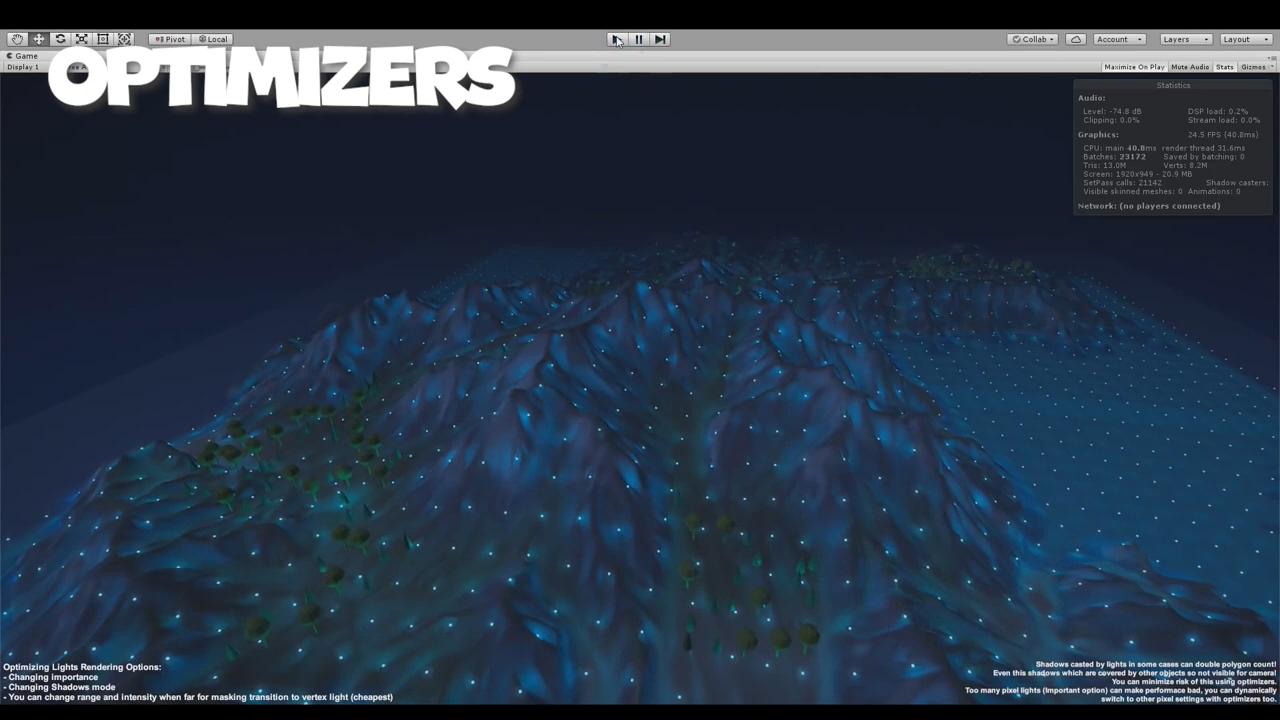 Pivot Local
Collab Account Layers Layout
Game
Display 1
Maximize On Play Mute Audio Stats Gizmos
OPTIMIZERS
Statistics
Audio:
Level: -74.8 dB DSP load: 0.2%
Clipping: 0.0% Stream load: 0.0%
Graphics: 24.5 FPS (40.8ms)
CPU: main 40.8ms render thread 31.6ms
Batches: 23172 Saved by batching: 0
Tris: 13.0M Verts: 8.2M
Screen: 1920x949 - 20.9 MB
SetPass calls: 21142 Shadow casters:
Visible skinned meshes: 0 Animations: 0
Network: (no players connected)
Optimizing Lights Rendering Options:
- Changing importance
- Changing Shadows mode
- You can change range and intensity when far for masking transition to vertex light (cheapest)
Shadows casted by lights in some cases can double polygon count!
Even this shadows which are covered by other objects so not visible for camera!
You can minimize risk of this using optimizers.
Too many pixel lights (Important option) can make performace bad, you can dynamically
switch to other pixel settings with optimizers too.